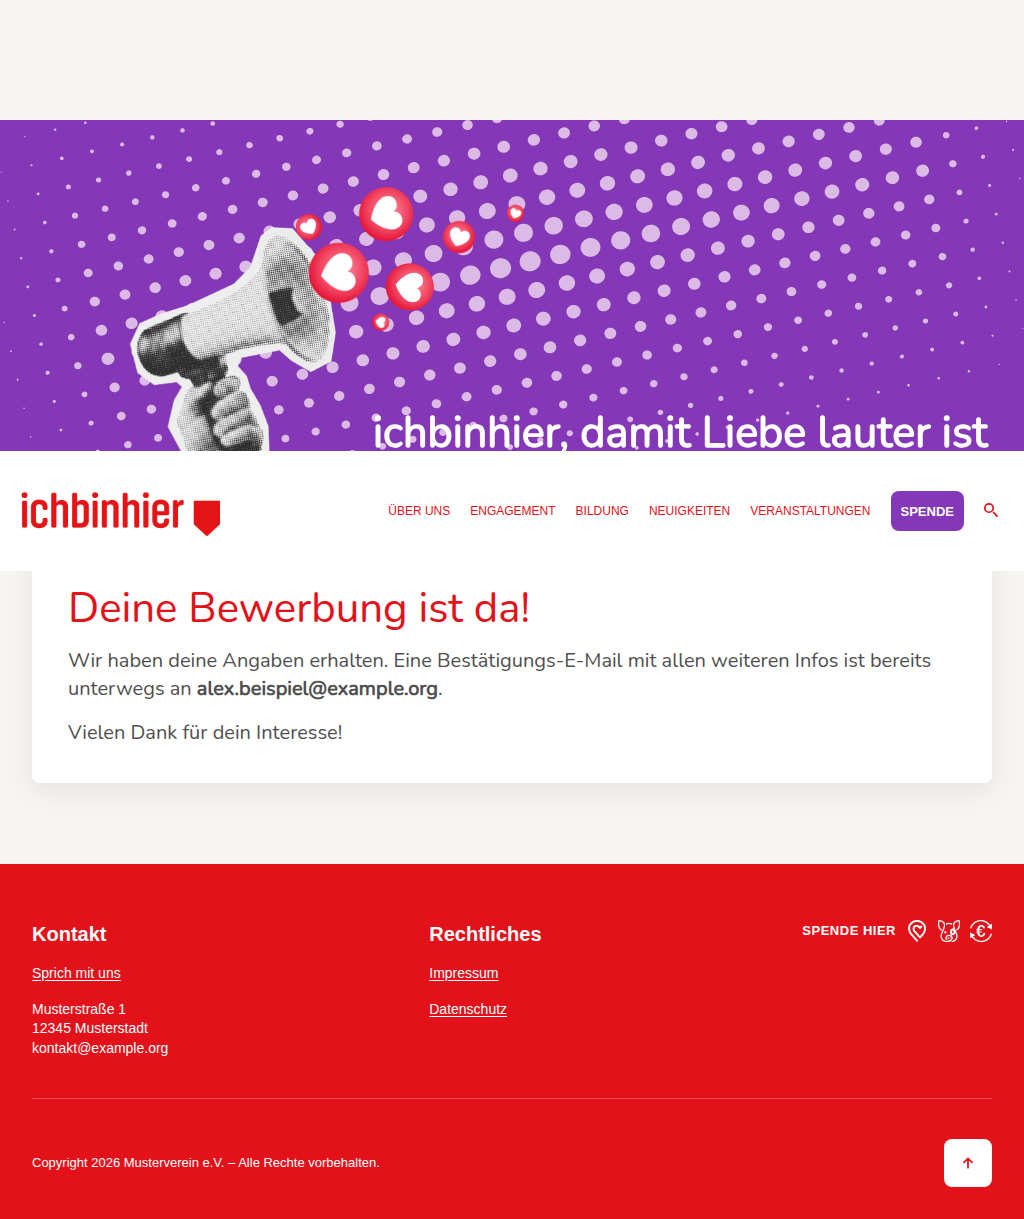 ichbinhier, damit Liebe lauter ist
ichbinhier
ÜBER UNS ENGAGEMENT BILDUNG NEUIGKEITEN VERANSTALTUNGEN SPENDE
Deine Bewerbung ist da!
Wir haben deine Angaben erhalten. Eine Bestätigungs-E-Mail mit allen weiteren Infos ist bereits
unterwegs an alex.beispiel@example.org.
Vielen Dank für dein Interesse!
Kontakt
Sprich mit uns
Musterstraße 1
12345 Musterstadt
kontakt@example.org
Rechtliches
Impressum
Datenschutz
SPENDE HIER
Copyright 2026 Musterverein e.V. – Alle Rechte vorbehalten.